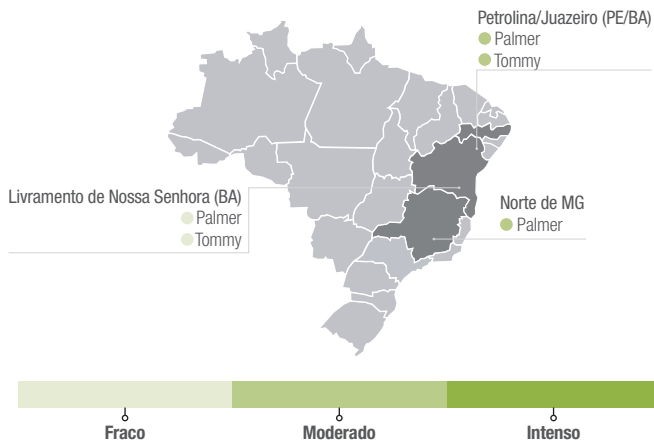 Petrolina/Juazeiro (PE/BA)
Palmer
Tommy
Livramento de Nossa Senhora (BA)
Palmer
Tommy
Norte de MG
Palmer
Fraco
Moderado
Intenso